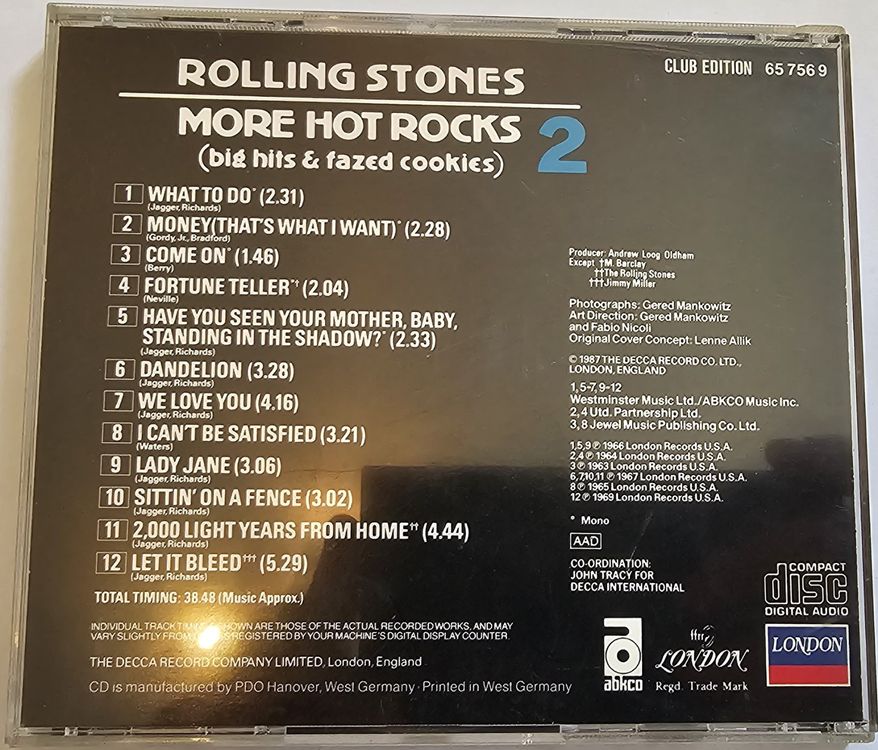 ROLLING STONES
CLUB EDITION 65 756 9
MORE HOT ROCKS 2
(big hits & fazed cookies)
1 WHAT TO DO° (2.31)
(Jagger, Richards)
2 MONEY(THAT'S WHAT I WANT)° (2.28)
(Gordy, Jr., Bradford)
3 COME ON° (1.46)
(Berry)
4 FORTUNE TELLER°† (2.04)
(Neville)
5 HAVE YOU SEEN YOUR MOTHER, BABY,
STANDING IN THE SHADOW?° (2.33)
(Jagger, Richards)
6 DANDELION (3.28)
(Jagger, Richards)
7 WE LOVE YOU (4.16)
(Jagger, Richards)
8 I CAN'T BE SATISFIED (3.21)
(Waters)
9 LADY JANE (3.06)
(Jagger, Richards)
10 SITTIN' ON A FENCE (3.02)
(Jagger, Richards)
11 2,000 LIGHT YEARS FROM HOME†† (4.44)
(Jagger, Richards)
12 LET IT BLEED††† (5.29)
(Jagger, Richards)
TOTAL TIMING: 38.48 (Music Approx.)
INDIVIDUAL TRACK SHOWN ARE THOSE OF THE ACTUAL RECORDED WORKS, AND MAY
VARY SLIGHTLY FROM REGISTERED BY YOUR MACHINE'S DIGITAL DISPLAY COUNTER.
THE DECCA RECORD COMPANY LIMITED, London, England
CD is manufactured by PDO Hanover, West Germany · Printed in West Germany
Producer: Andrew Loog Oldham
Except †M. Barclay
††The Rolling Stones
†††Jimmy Miller
Photographs: Gered Mankowitz
Art Direction: Gered Mankowitz
and Fabio Nicoli
Original Cover Concept: Lenne Allik
© 1987 THE DECCA RECORD CO. LTD.,
LONDON, ENGLAND
1, 5-7, 9-12
Westminster Music Ltd./ABKCO Music Inc.
2, 4 Utd. Partnership Ltd.
3, 8 Jewel Music Publishing Co. Ltd.
1,5,9 ℗ 1966 London Records U.S.A.
2,4 ℗ 1964 London Records U.S.A.
3 ℗ 1963 London Records U.S.A.
6,7,10,11 ℗ 1967 London Records U.S.A.
8 ℗ 1965 London Records U.S.A.
12 ℗ 1969 London Records U.S.A.
° Mono
AAD
CO-ORDINATION:
JOHN TRACY FOR
DECCA INTERNATIONAL
COMPACT
disc
DIGITAL AUDIO
abkco
ffrr
LONDON
Regd. Trade Mark
LONDON